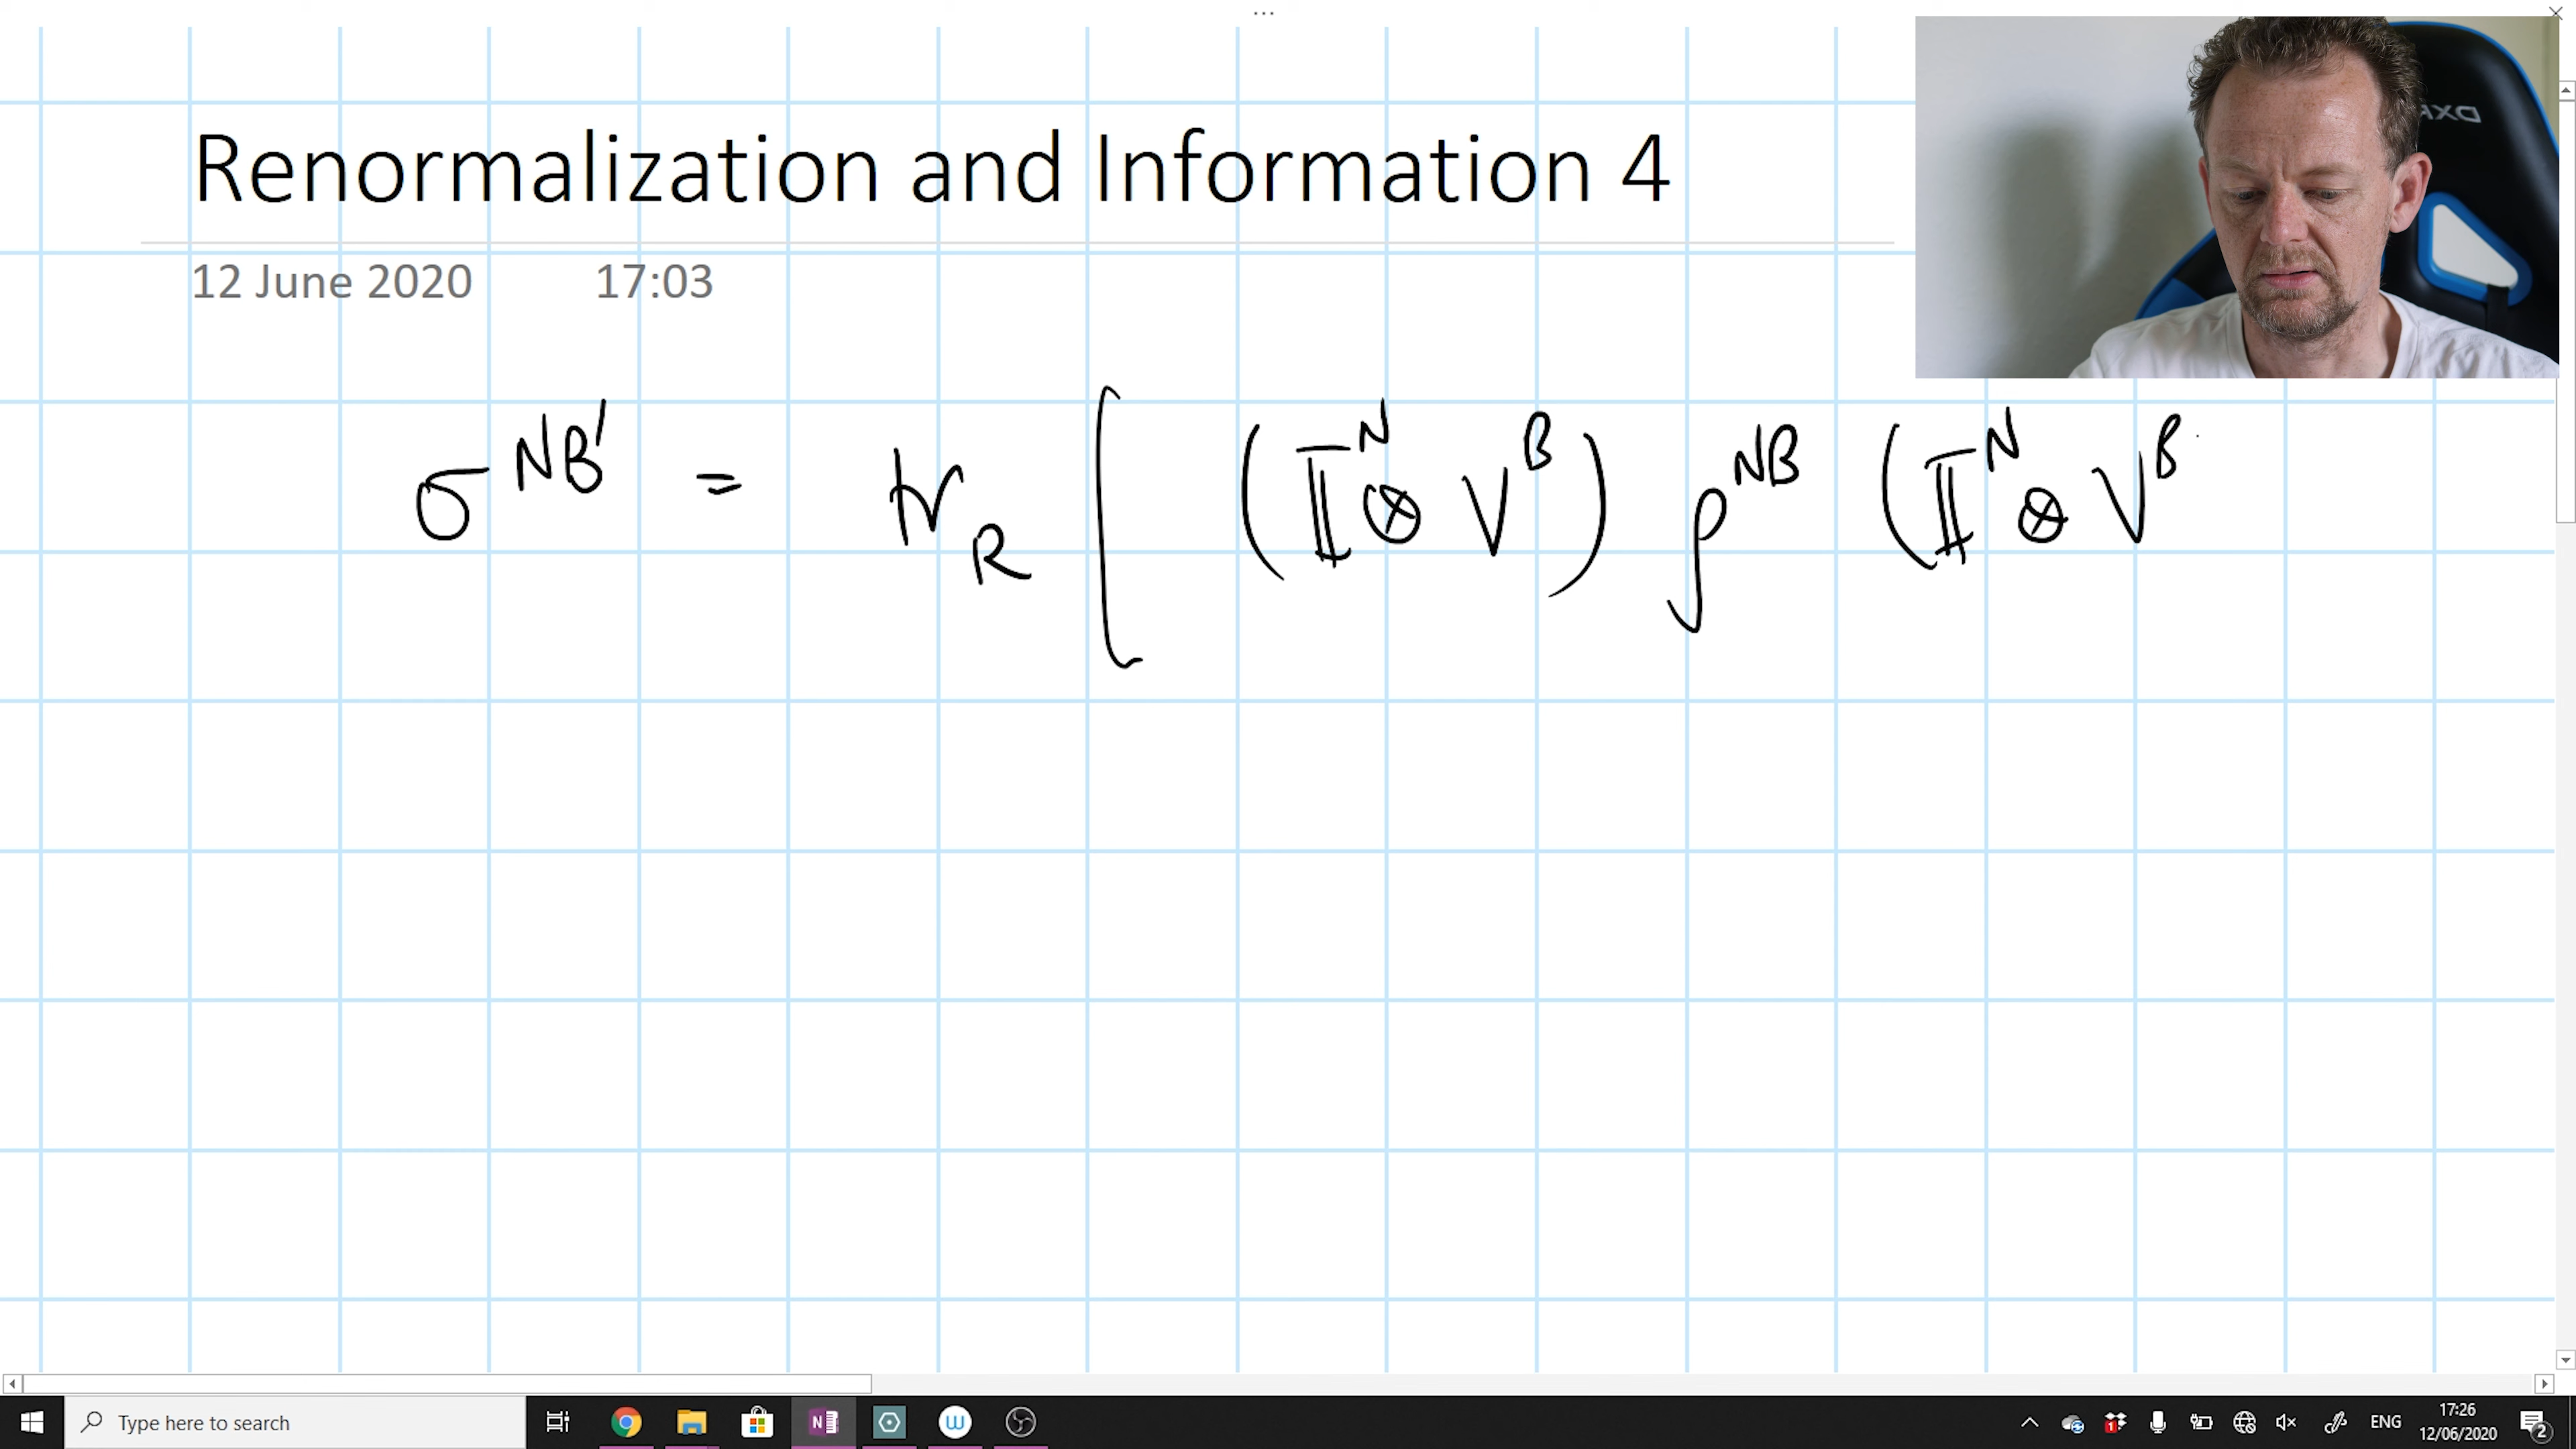 Renormalization and Information 4
12 June 2020 17:03
σ^{NB'} = tr_R [ (𝕀^N ⊗ V^B) ρ^{NB} (𝕀^N ⊗ V^B
Type here to search
ENG
17:26
12/06/2020
2